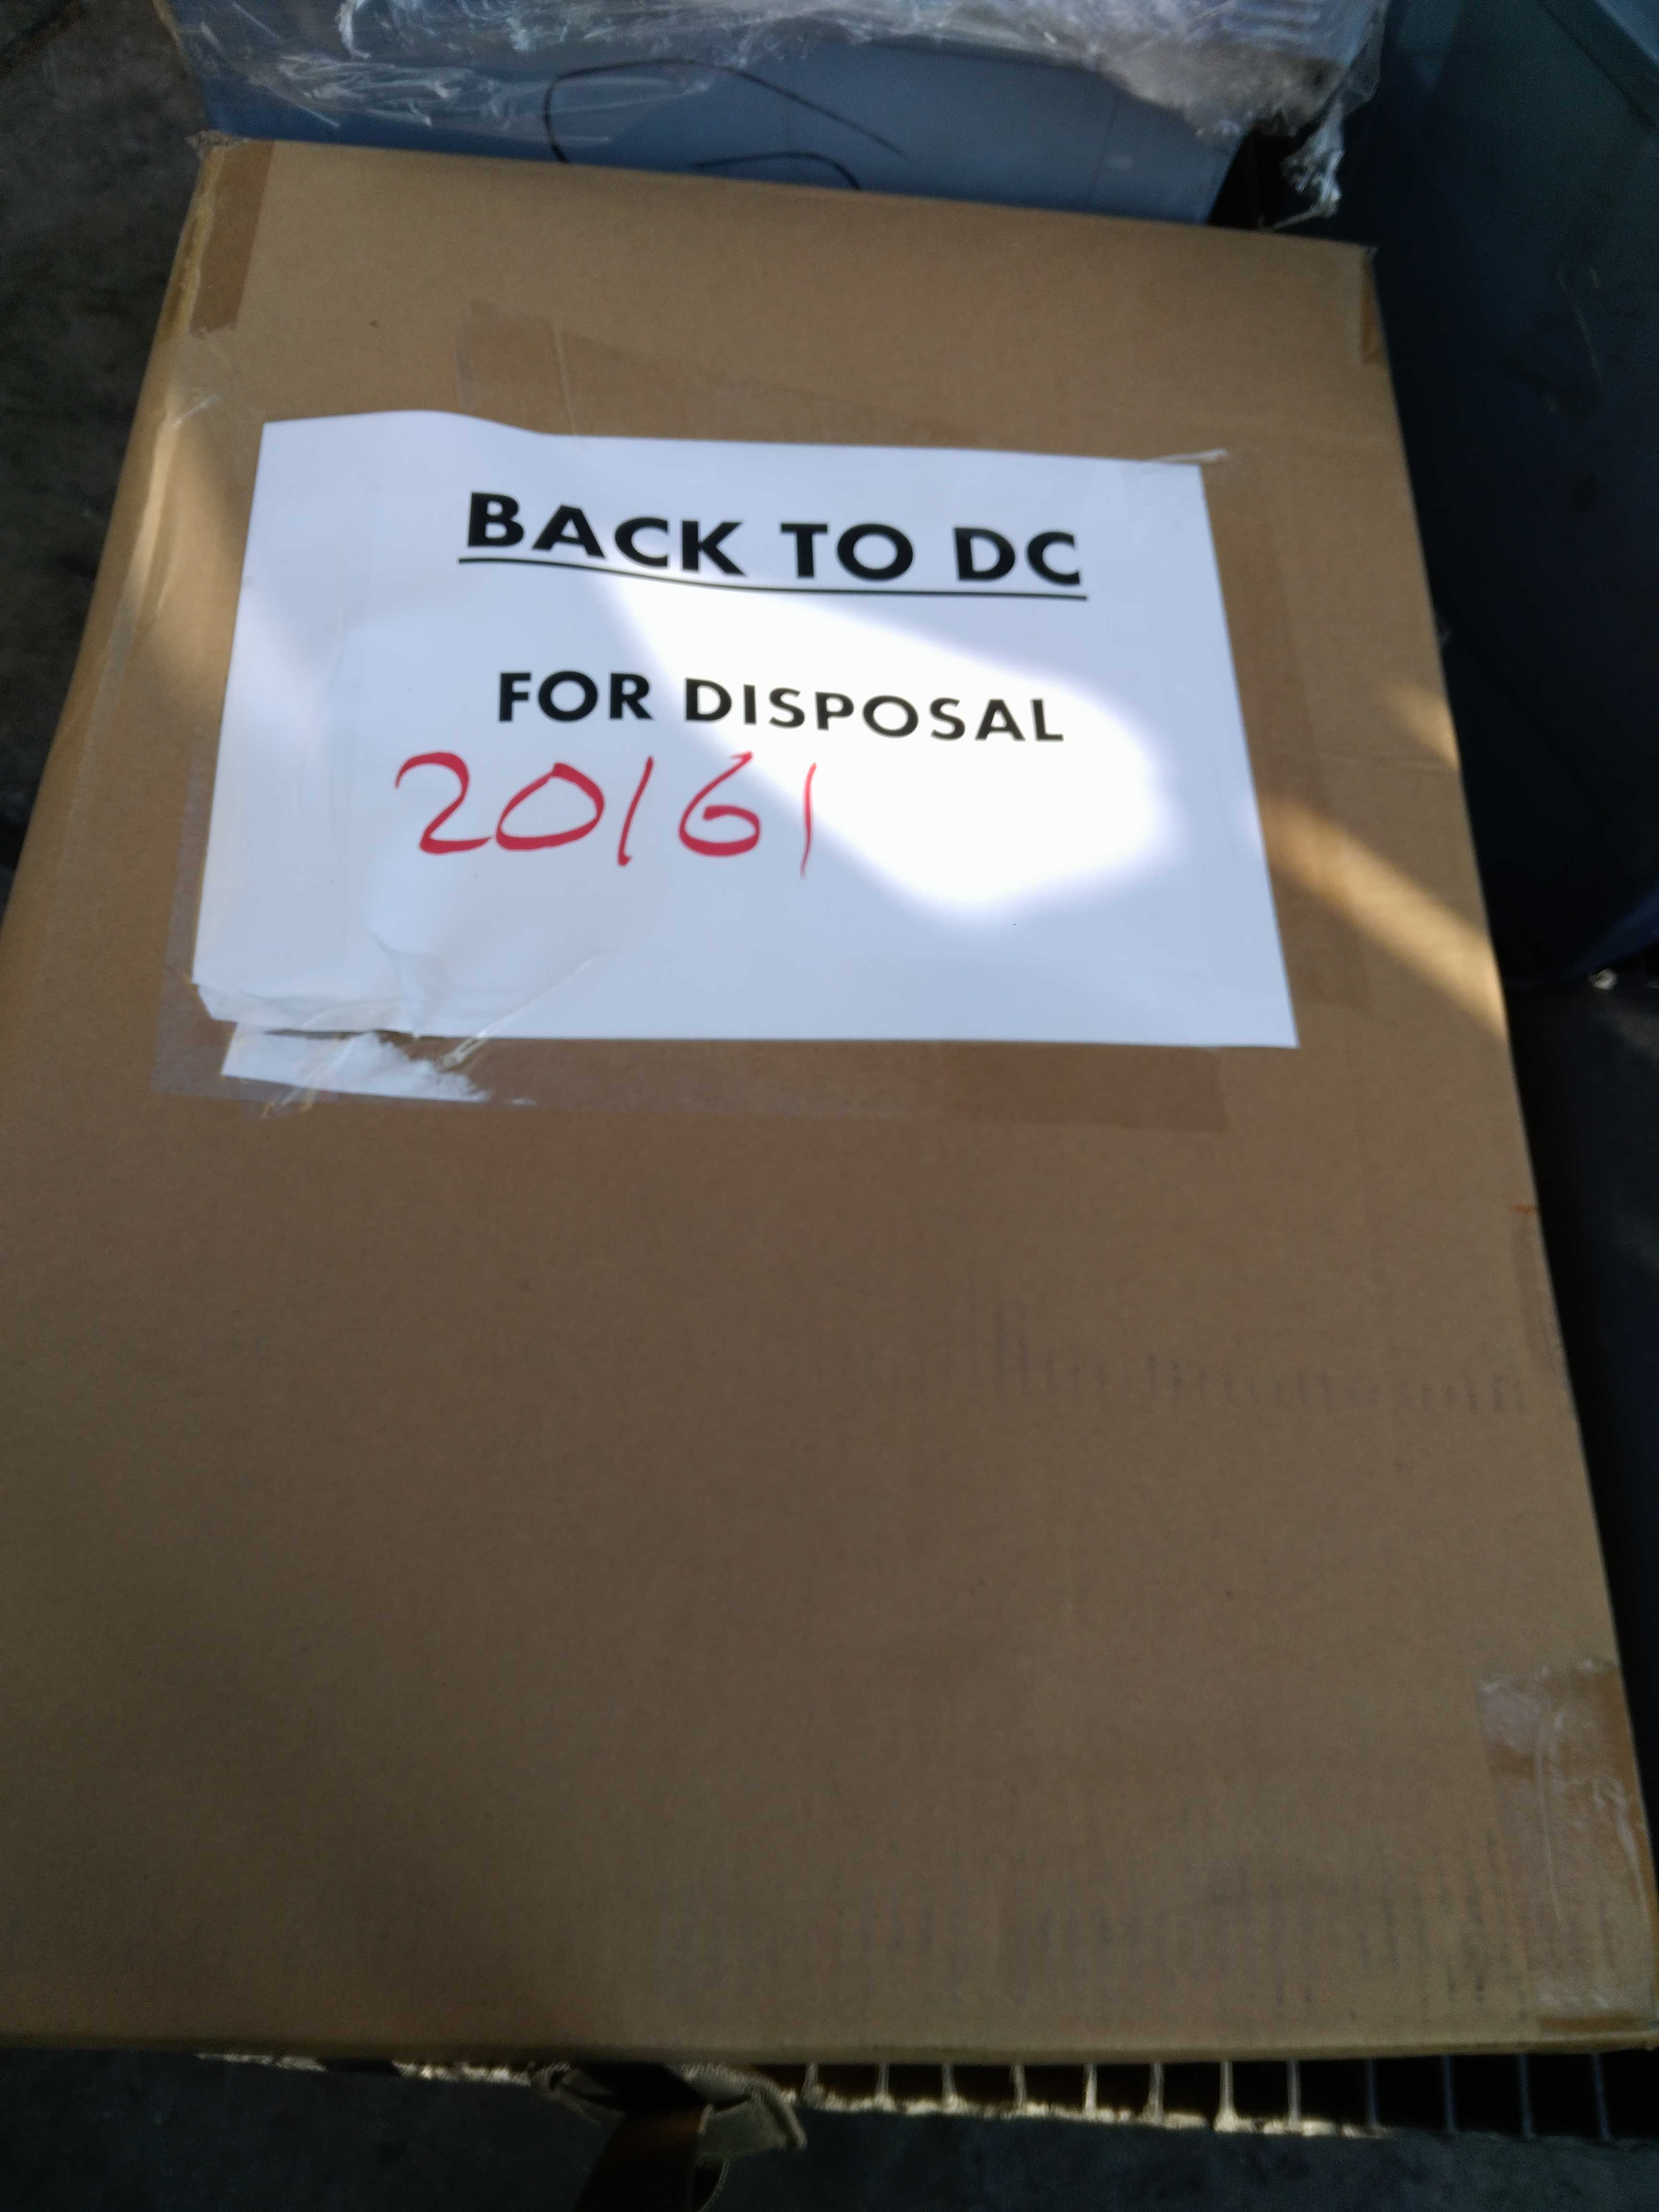 BACK TO DC
FOR DISPOSAL
20161